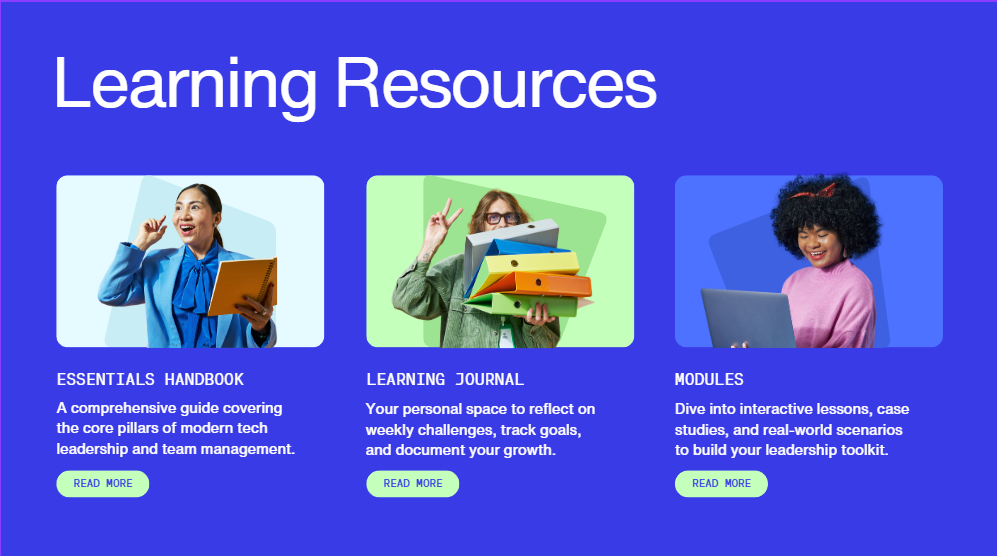 Learning Resources
ESSENTIALS HANDBOOK
A comprehensive guide covering
the core pillars of modern tech
leadership and team management.
READ MORE
LEARNING JOURNAL
Your personal space to reflect on
weekly challenges, track goals,
and document your growth.
READ MORE
MODULES
Dive into interactive lessons, case
studies, and real-world scenarios
to build your leadership toolkit.
READ MORE